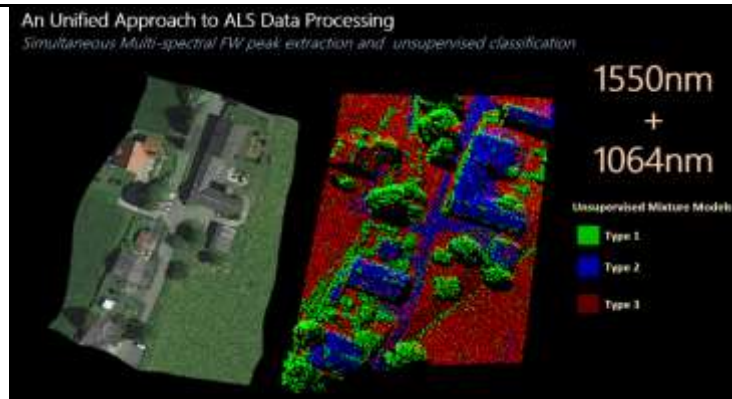 An Unified Approach to ALS Data Processing
Simultaneous Multi-spectral FW peak extraction and unsupervised classification
1550nm
+
1064nm
Unsupervised Mixture Models
Type 1
Type 2
Type 3